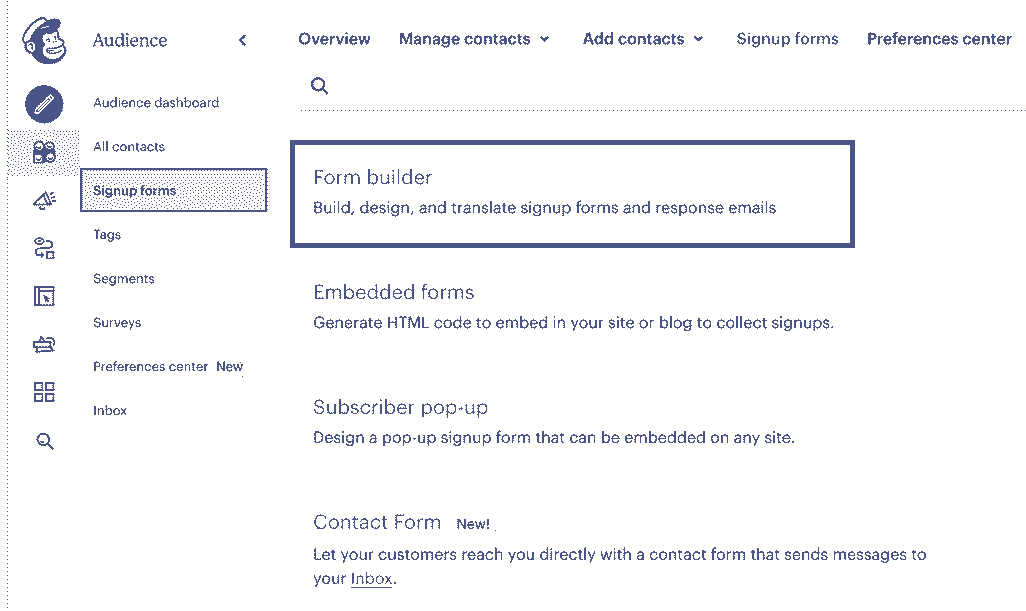 Audience
Overview
Manage contacts
Add contacts
Signup forms
Preferences center
Audience dashboard
All contacts
Signup forms
Tags
Segments
Surveys
Preferences center New
Inbox
Form builder
Build, design, and translate signup forms and response emails
Embedded forms
Generate HTML code to embed in your site or blog to collect signups.
Subscriber pop-up
Design a pop-up signup form that can be embedded on any site.
Contact Form New!
Let your customers reach you directly with a contact form that sends messages to
your Inbox.